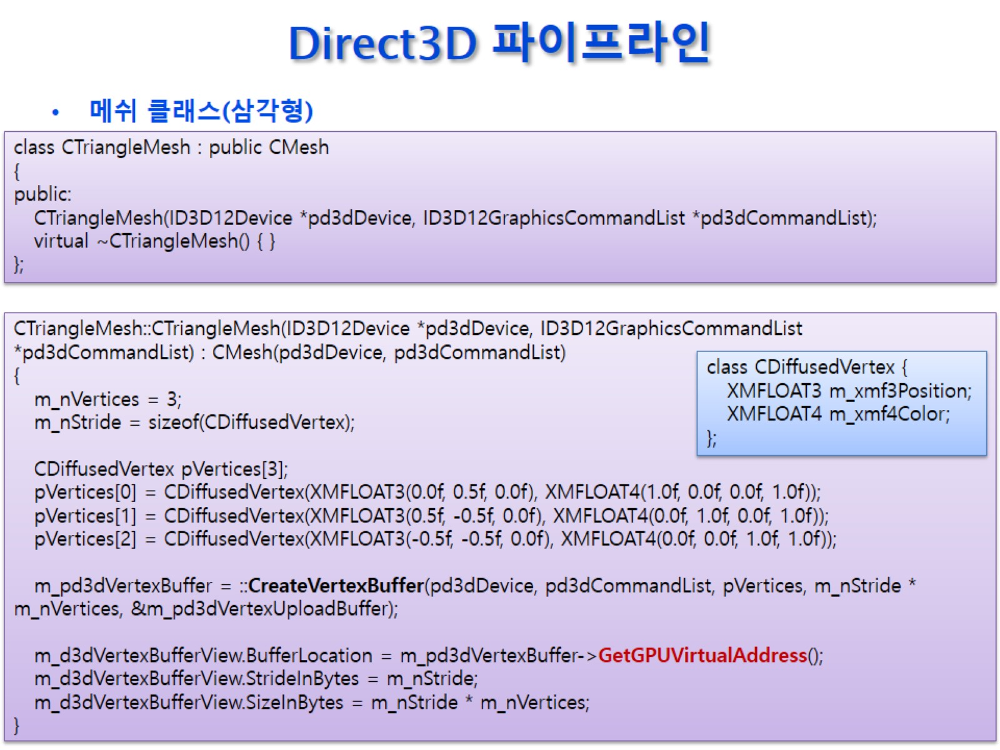 Direct3D 파이프라인
• 메쉬 클래스(삼각형)
class CTriangleMesh : public CMesh
{
public:
CTriangleMesh(ID3D12Device *pd3dDevice, ID3D12GraphicsCommandList *pd3dCommandList);
virtual ~CTriangleMesh() { }
};
CTriangleMesh::CTriangleMesh(ID3D12Device *pd3dDevice, ID3D12GraphicsCommandList
*pd3dCommandList) : CMesh(pd3dDevice, pd3dCommandList)
{
m_nVertices = 3;
m_nStride = sizeof(CDiffusedVertex);
class CDiffusedVertex {
XMFLOAT3 m_xmf3Position;
XMFLOAT4 m_xmf4Color;
};
CDiffusedVertex pVertices[3];
pVertices[0] = CDiffusedVertex(XMFLOAT3(0.0f, 0.5f, 0.0f), XMFLOAT4(1.0f, 0.0f, 0.0f, 1.0f));
pVertices[1] = CDiffusedVertex(XMFLOAT3(0.5f, -0.5f, 0.0f), XMFLOAT4(0.0f, 1.0f, 0.0f, 1.0f));
pVertices[2] = CDiffusedVertex(XMFLOAT3(-0.5f, -0.5f, 0.0f), XMFLOAT4(0.0f, 0.0f, 1.0f, 1.0f));
m_pd3dVertexBuffer = ::CreateVertexBuffer(pd3dDevice, pd3dCommandList, pVertices, m_nStride *
m_nVertices, &m_pd3dVertexUploadBuffer);
m_d3dVertexBufferView.BufferLocation = m_pd3dVertexBuffer->GetGPUVirtualAddress();
m_d3dVertexBufferView.StrideInBytes = m_nStride;
m_d3dVertexBufferView.SizeInBytes = m_nStride * m_nVertices;
}